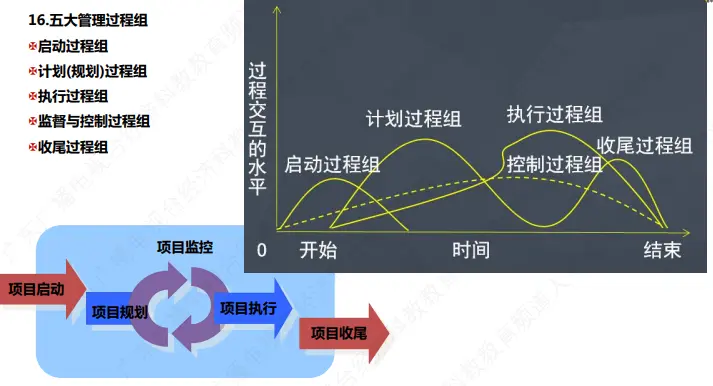 16.五大管理过程组
启动过程组
计划(规划)过程组
执行过程组
监督与控制过程组
收尾过程组
过程交互的水平
启动过程组
计划过程组
执行过程组
控制过程组
收尾过程组
0
开始
时间
结束
项目监控
项目启动
项目规划
项目执行
项目收尾